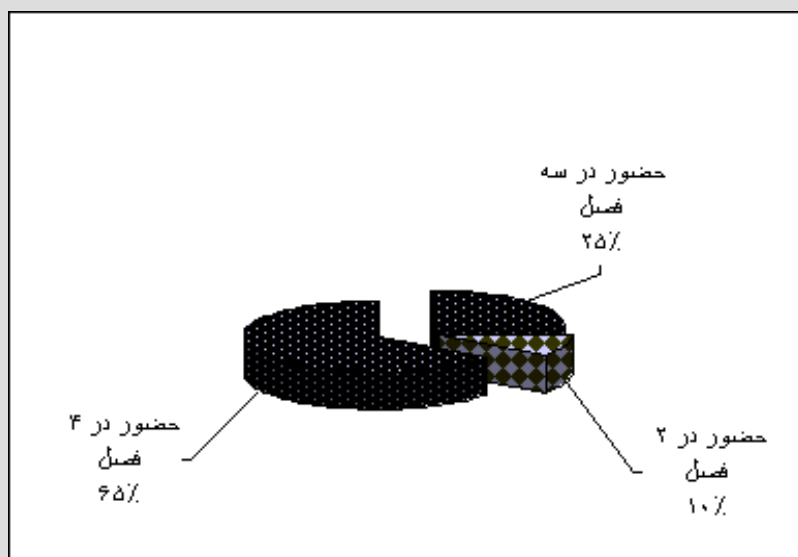 حضور در سه
فصل
۲۵٪
حضور در ۴
فصل
۶۵٪
حضور در ۲
فصل
۱۰٪